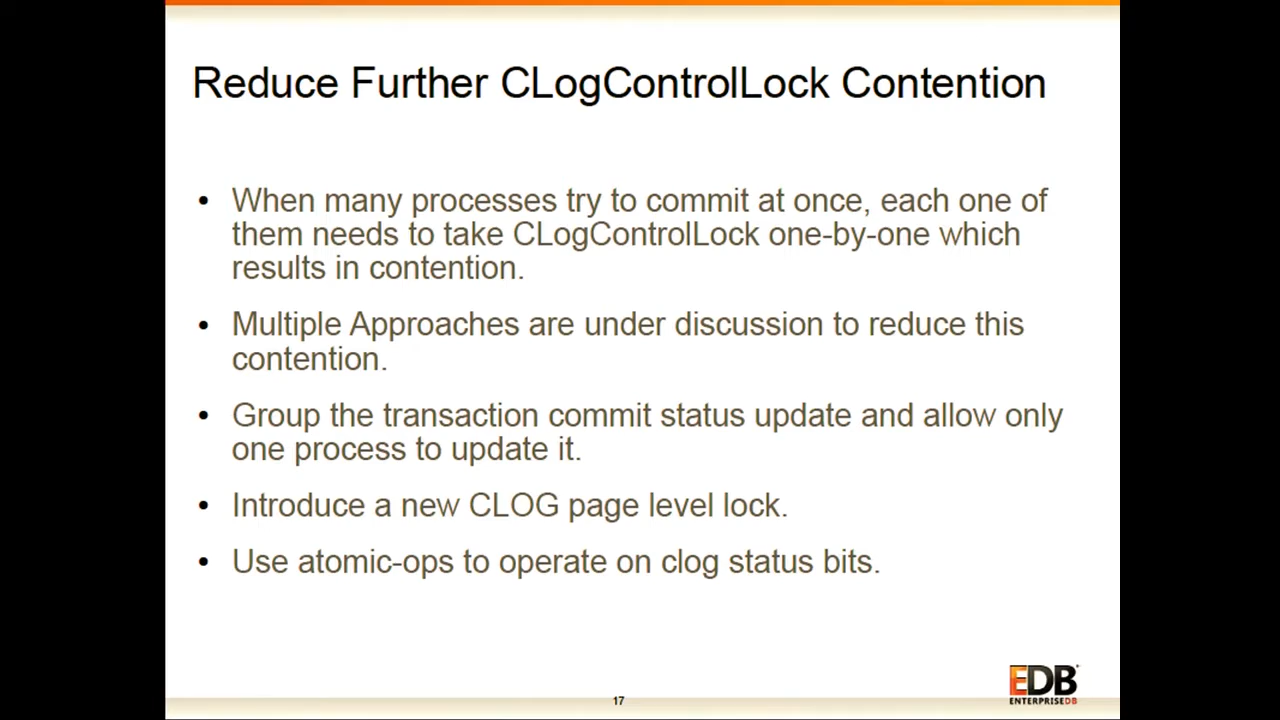 Reduce Further CLogControlLock Contention
• When many processes try to commit at once, each one of
them needs to take CLogControlLock one-by-one which
results in contention.
• Multiple Approaches are under discussion to reduce this
contention.
• Group the transaction commit status update and allow only
one process to update it.
• Introduce a new CLOG page level lock.
• Use atomic-ops to operate on clog status bits.
EDB
ENTERPRISEDB
17